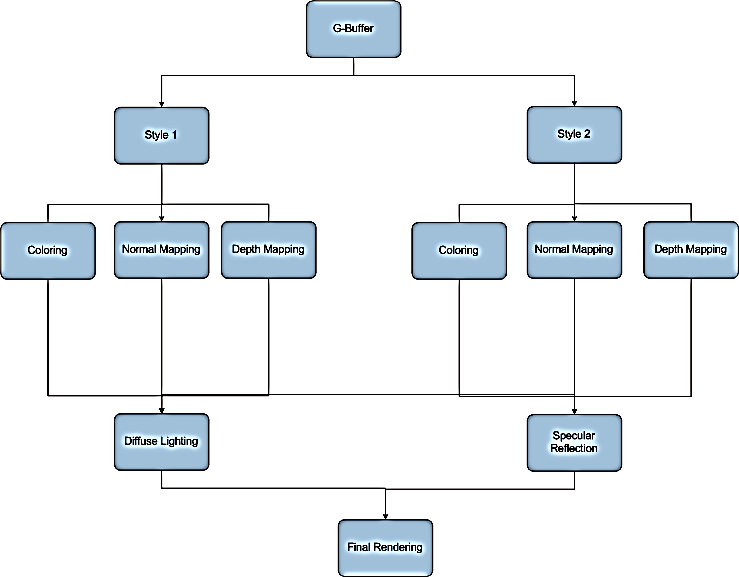 G-Buffer
Style 1
Style 2
Coloring
Normal Mapping
Depth Mapping
Coloring
Normal Mapping
Depth Mapping
Diffuse Lighting
Specular
Reflection
Final Rendering